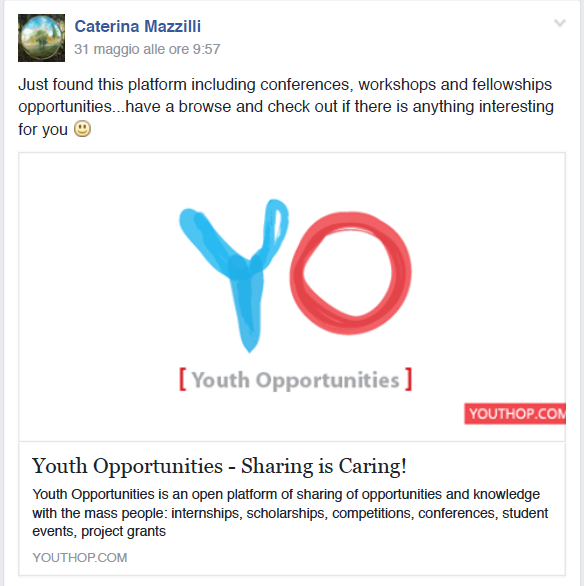 Caterina Mazzilli
31 maggio alle ore 9:57
Just found this platform including conferences, workshops and fellowships
opportunities...have a browse and check out if there is anything interesting
for you 🙂
YO
[ Youth Opportunities ]
YOUTHOP.COM
Youth Opportunities - Sharing is Caring!
Youth Opportunities is an open platform of sharing of opportunities and knowledge
with the mass people: internships, scholarships, competitions, conferences, student
events, project grants
YOUTHOP.COM